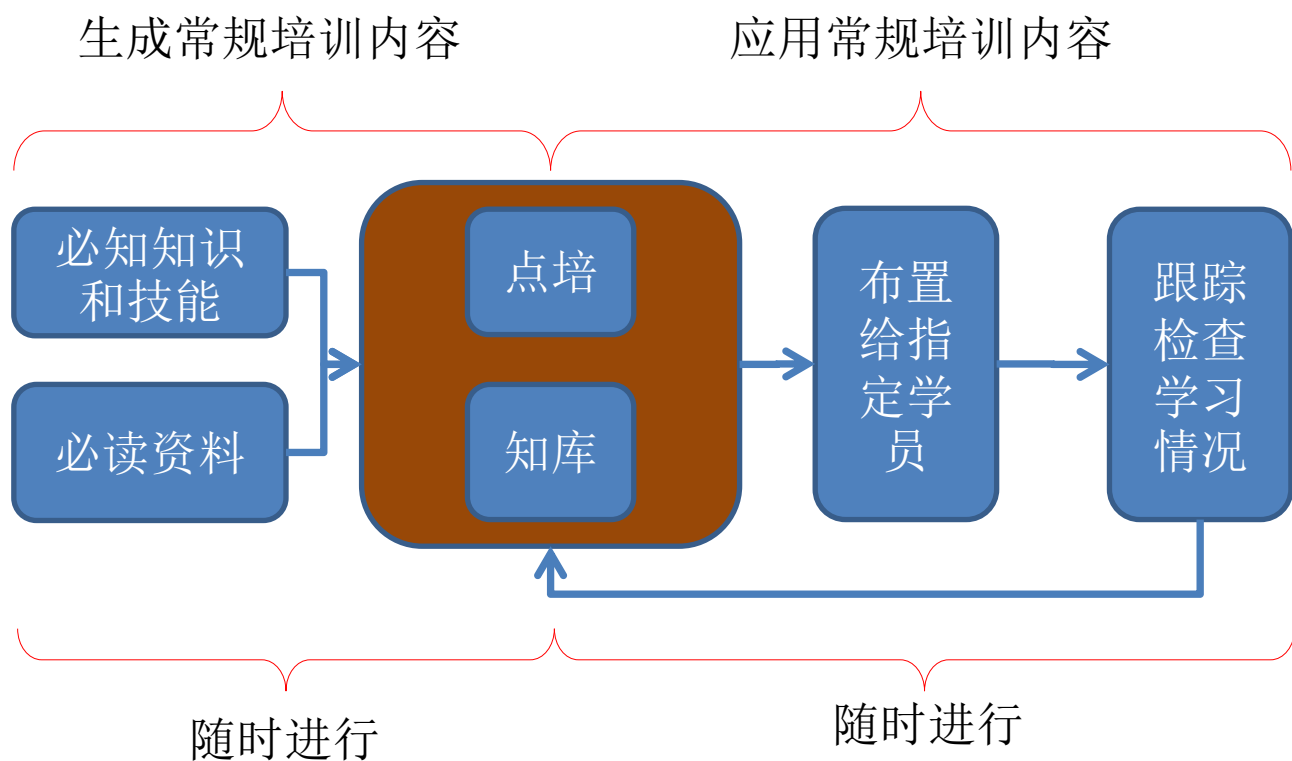 生成常规培训内容
应用常规培训内容
必知知识
和技能
必读资料
点培
知库
布置
给指
定学
员
跟踪
检查
学习
情况
随时进行
随时进行